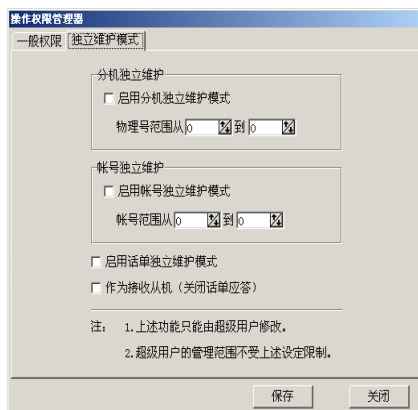 操作权限管理器
一般权限 独立维护模式
分机独立维护
启用分机独立维护模式
物理号范围从 0 到 0
帐号独立维护
启用帐号独立维护模式
帐号范围从 0 到 0
启用话单独立维护模式
作为接收从机（关闭话单应答）
注： 1.上述功能只能由超级用户修改。
2.超级用户的管理范围不受上述设定限制。
保存 关闭